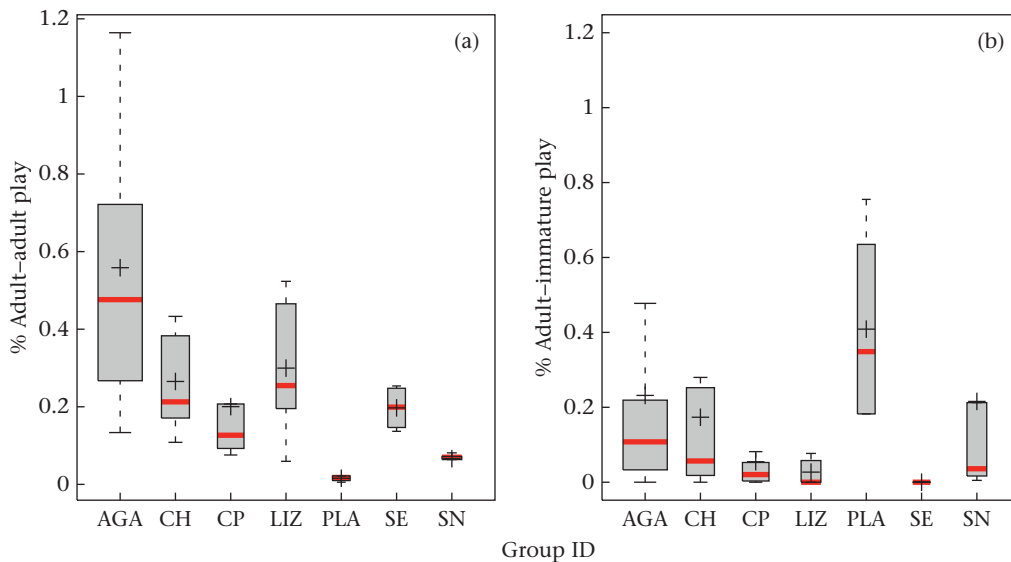 1.2
1
0.8
0.6
0.4
0.2
0
% Adult–adult play
(a)
AGA CH CP LIZ PLA SE SN
1.2
1
0.8
0.6
0.4
0.2
0
% Adult–immature play
(b)
AGA CH CP LIZ PLA SE SN
Group ID